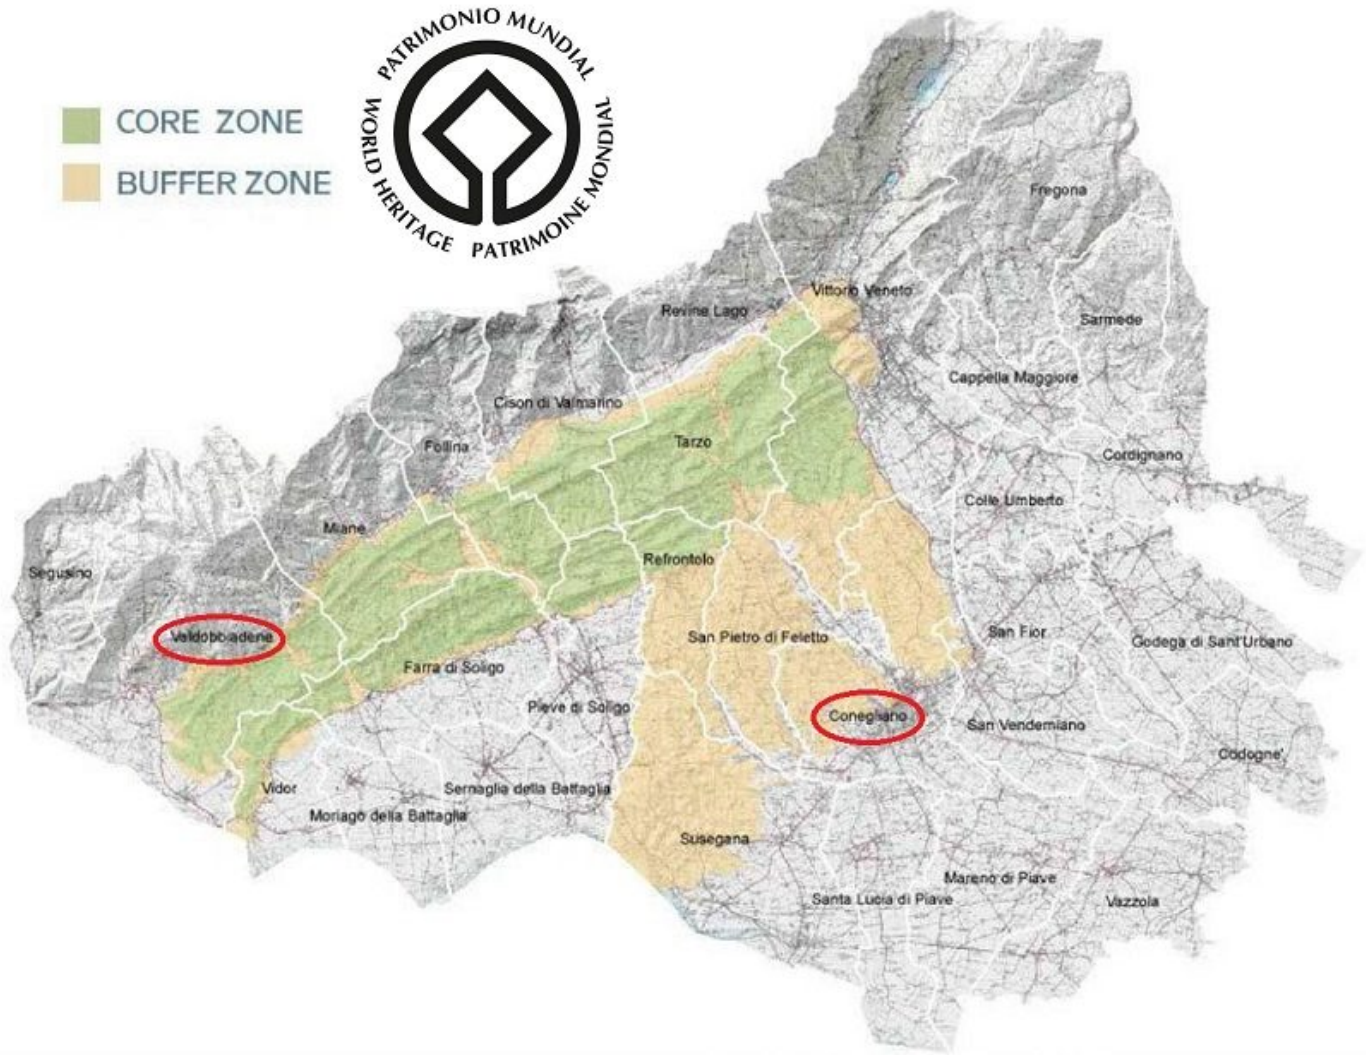 PATRIMONIO MUNDIAL
WORLD HERITAGE
PATRIMOINE MONDIAL
CORE ZONE
BUFFER ZONE
Fregona
Vittorio Veneto
Revine Lago
Sarmede
Cappella Maggiore
Cison di Valmarino
Tarzo
Follina
Cordignano
Colle Umberto
Miane
Refrontolo
Segusino
Valdobbiadene
San Pietro di Feletto
San Fior
Godega di Sant'Urbano
Farra di Soligo
Pieve di Soligo
Conegliano
San Vendemiano
Codogne'
Vidor
Sernaglia della Battaglia
Moriago della Battaglia
Susegana
Mareno di Piave
Santa Lucia di Piave
Vazzola